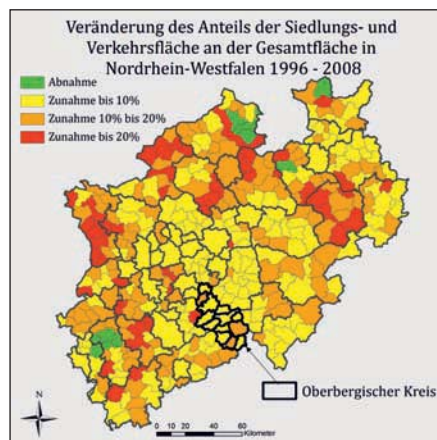 Veränderung des Anteils der Siedlungs- und
Verkehrsfläche an der Gesamtfläche in
Nordrhein-Westfalen 1996 - 2008
Abnahme
Zunahme bis 10%
Zunahme 10% bis 20%
Zunahme bis 20%
Oberbergischer Kreis
N
0 10 20 40 60
Kilometer